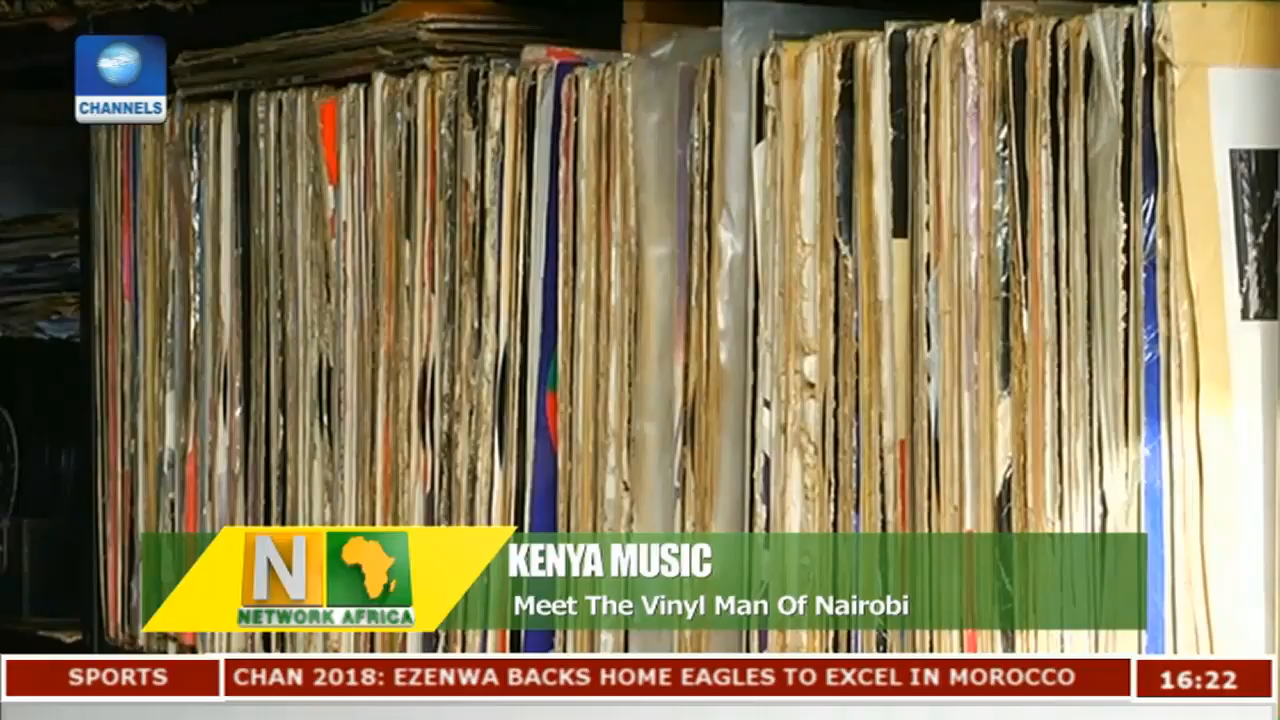 CHANNELS
N
NETWORK AFRICA
KENYA MUSIC
Meet The Vinyl Man Of Nairobi
SPORTS
CHAN 2018: EZENWA BACKS HOME EAGLES TO EXCEL IN MOROCCO
16:22